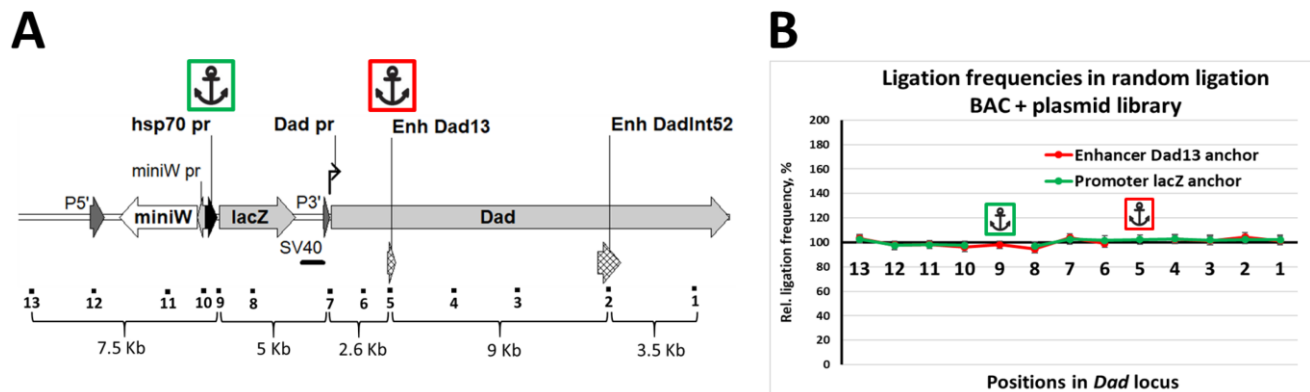 A
hsp70 pr
Dad pr
Enh Dad13
Enh DadInt52
miniW pr
P5'
P3'
miniW
lacZ
Dad
SV40
13 12 11 10 9 8 7 6 5 4 3 2 1
7.5 Kb 5 Kb 2.6 Kb 9 Kb 3.5 Kb
B
Ligation frequencies in random ligation
BAC + plasmid library
Rel. ligation frequency, %
200
180
160
140
120
100
80
60
40
20
0
Enhancer Dad13 anchor
Promoter lacZ anchor
13 12 11 10 9 8 7 6 5 4 3 2 1
Positions in Dad locus